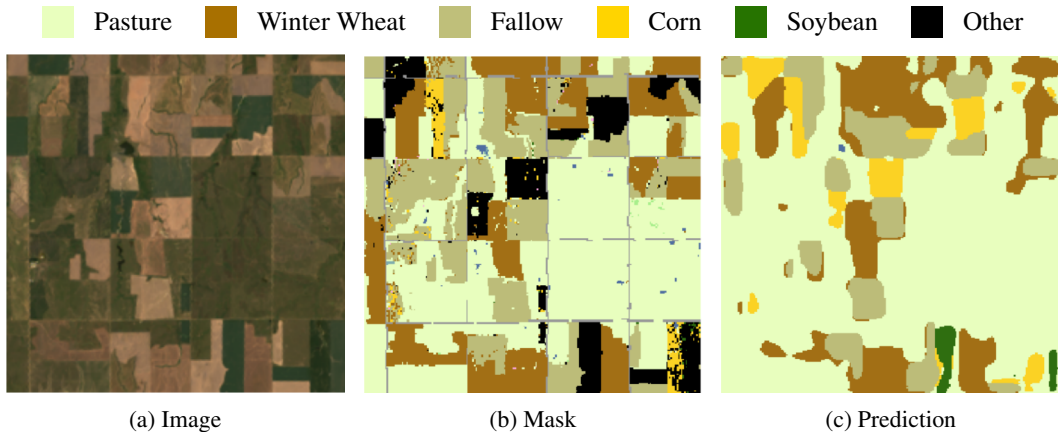 Pasture Winter Wheat Fallow Corn Soybean Other
(a) Image (b) Mask (c) Prediction